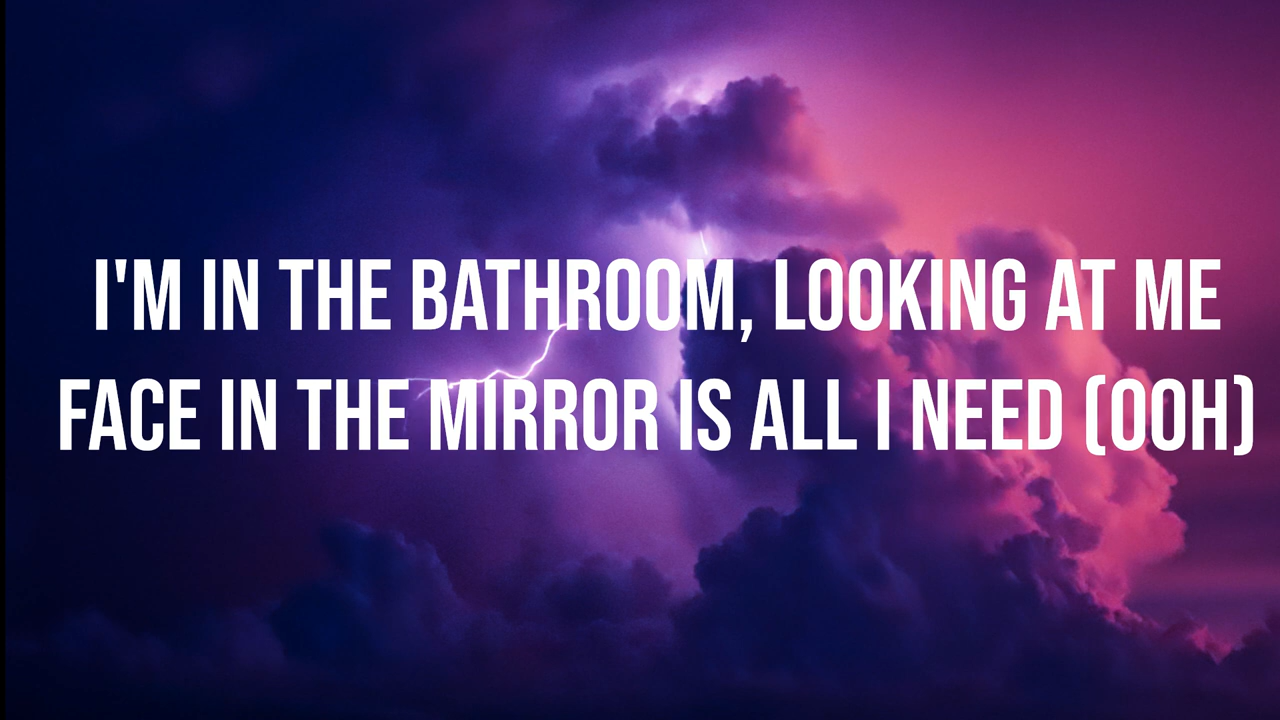 I'M IN THE BATHROOM, LOOKING AT ME
FACE IN THE MIRROR IS ALL I NEED (OOH)